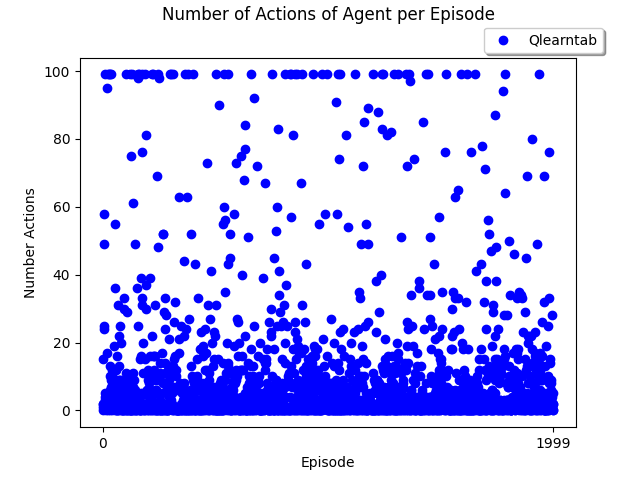 Number of Actions of Agent per Episode
Qlearntab
100
80
60
40
20
0
Number Actions
0
1999
Episode